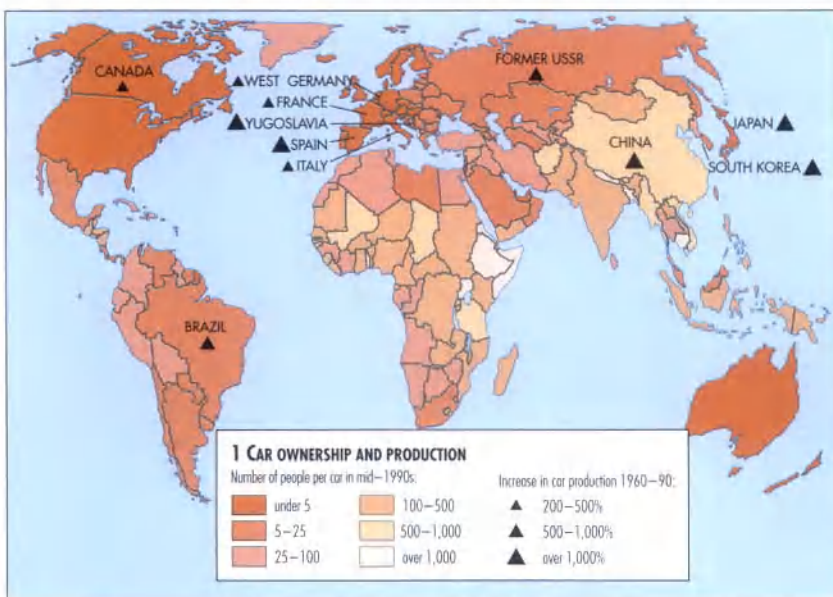 CANADA
WEST GERMANY
FRANCE
YUGOSLAVIA
SPAIN
ITALY
FORMER USSR
JAPAN
CHINA
SOUTH KOREA
BRAZIL
1 CAR OWNERSHIP AND PRODUCTION
Number of people per car in mid–1990s:
under 5
5–25
25–100
100–500
500–1,000
over 1,000
Increase in car production 1960–90:
200–500%
500–1,000%
over 1,000%